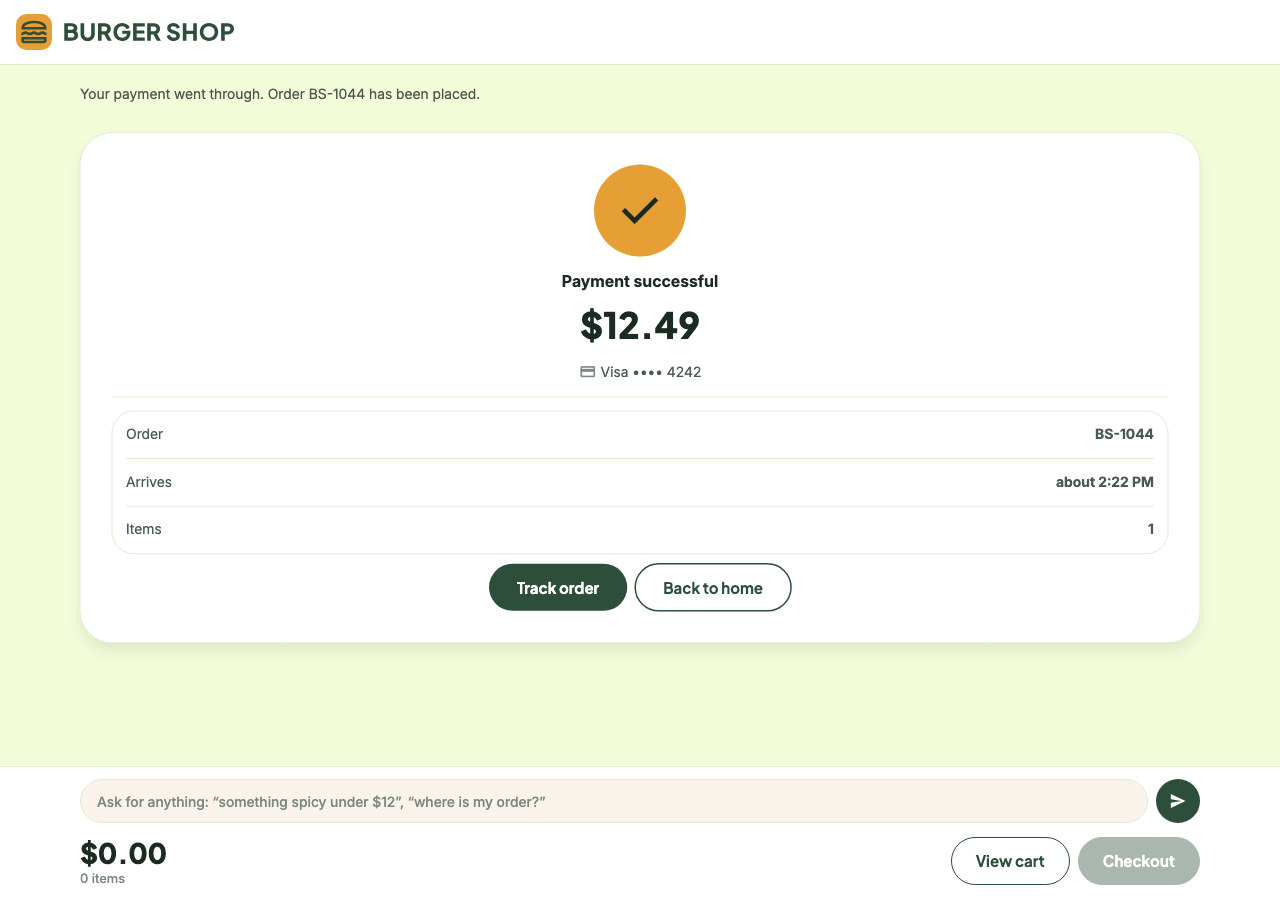 BURGER SHOP
Your payment went through. Order BS-1044 has been placed.
Payment successful
$12.49
Visa •••• 4242
Order BS-1044
Arrives about 2:22 PM
Items 1
Track order Back to home
Ask for anything: “something spicy under $12”, “where is my order?”
$0.00
0 items
View cart Checkout